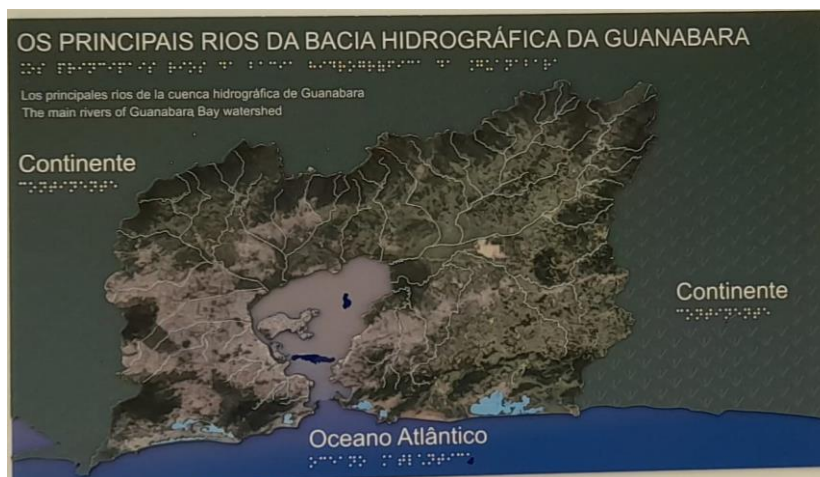 OS PRINCIPAIS RIOS DA BACIA HIDROGRÁFICA DA GUANABARA
Los principales rios de la cuenca hidrográfica de Guanabara
The main rivers of Guanabara Bay watershed
Continente
Continente
Oceano Atlântico